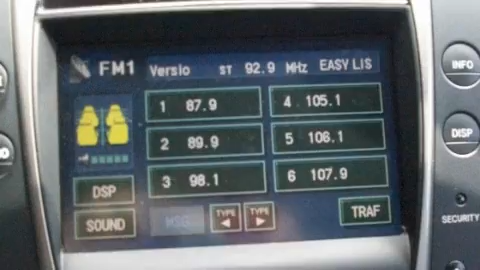 FM1 Versio ST 92.9 MHz EASY LIS
1 87.9 4 105.1
2 89.9 5 106.1
3 98.1 6 107.9
DSP
SOUND MSG TYPE ◀ TYPE ▶ TRAF
INFO
DISP
SECURITY